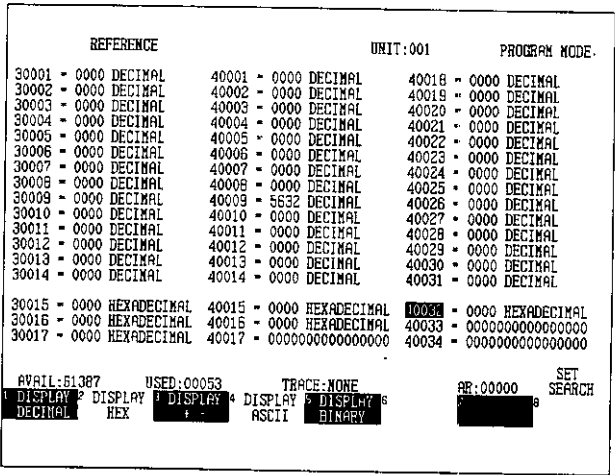 REFERENCE UNIT:001 PROGRAM MODE.
30001 = 0000 DECIMAL 40001 = 0000 DECIMAL 40018 = 0000 DECIMAL
30002 = 0000 DECIMAL 40002 = 0000 DECIMAL 40019 = 0000 DECIMAL
30003 = 0000 DECIMAL 40003 = 0000 DECIMAL 40020 = 0000 DECIMAL
30004 = 0000 DECIMAL 40004 = 0000 DECIMAL 40021 = 0000 DECIMAL
30005 = 0000 DECIMAL 40005 = 0000 DECIMAL 40022 = 0000 DECIMAL
30006 = 0000 DECIMAL 40006 = 0000 DECIMAL 40023 = 0000 DECIMAL
30007 = 0000 DECIMAL 40007 = 0000 DECIMAL 40024 = 0000 DECIMAL
30008 = 0000 DECIMAL 40008 = 0000 DECIMAL 40025 = 0000 DECIMAL
30009 = 0000 DECIMAL 40009 = 5632 DECIMAL 40026 = 0000 DECIMAL
30010 = 0000 DECIMAL 40010 = 0000 DECIMAL 40027 = 0000 DECIMAL
30011 = 0000 DECIMAL 40011 = 0000 DECIMAL 40028 = 0000 DECIMAL
30012 = 0000 DECIMAL 40012 = 0000 DECIMAL 40029 = 0000 DECIMAL
30013 = 0000 DECIMAL 40013 = 0000 DECIMAL 40030 = 0000 DECIMAL
30014 = 0000 DECIMAL 40014 = 0000 DECIMAL 40031 = 0000 DECIMAL
30015 = 0000 HEXADECIMAL 40015 = 0000 HEXADECIMAL 40032 = 0000 HEXADECIMAL
30016 = 0000 HEXADECIMAL 40016 = 0000 HEXADECIMAL 40033 = 0000000000000000
30017 = 0000 HEXADECIMAL 40017 = 0000000000000000 40034 = 0000000000000000
AVAIL:61387 USED:00053 TRACE:NONE AR:00000 SET
SEARCH
1 DISPLAY 2 DISPLAY 3 DISPLAY 4 DISPLAY 5 DISPLAY 6 7 8
DECIMAL HEX + - ASCII BINARY